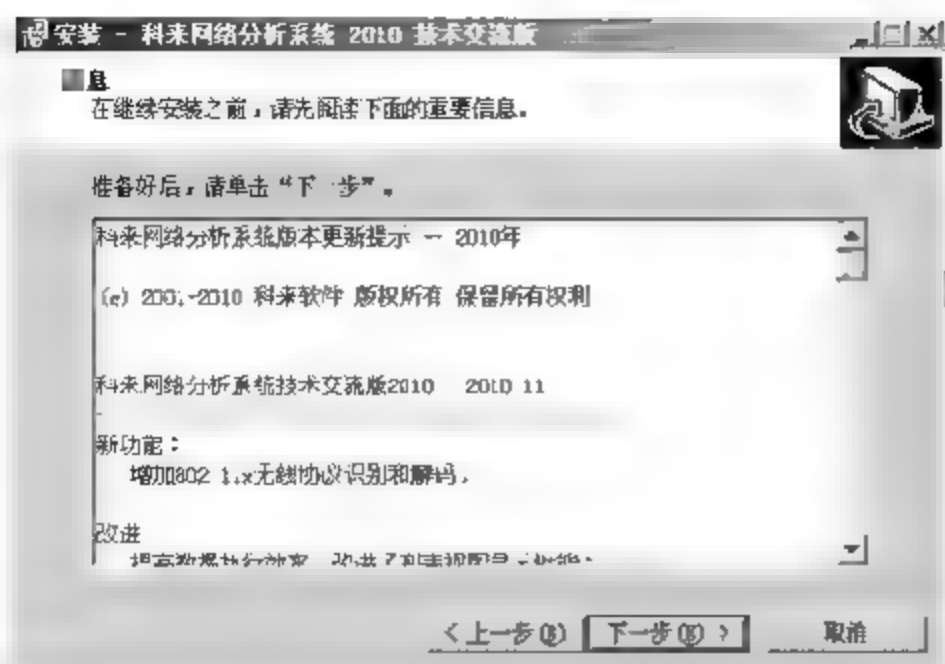 安装 - 科来网络分析系统 2010 技术交流版
息
在继续安装之前，请先阅读下面的重要信息。
准备好后，请单击“下一步”。
科来网络分析系统版本更新提示 -- 2010年
(c) 2001-2010 科来软件 版权所有 保留所有权利
科来网络分析系统技术交流版2010 2010 11
新功能：
增加802 1.x无线协议识别和解码。
改进
<上一步(B)
下一步(N) >
取消